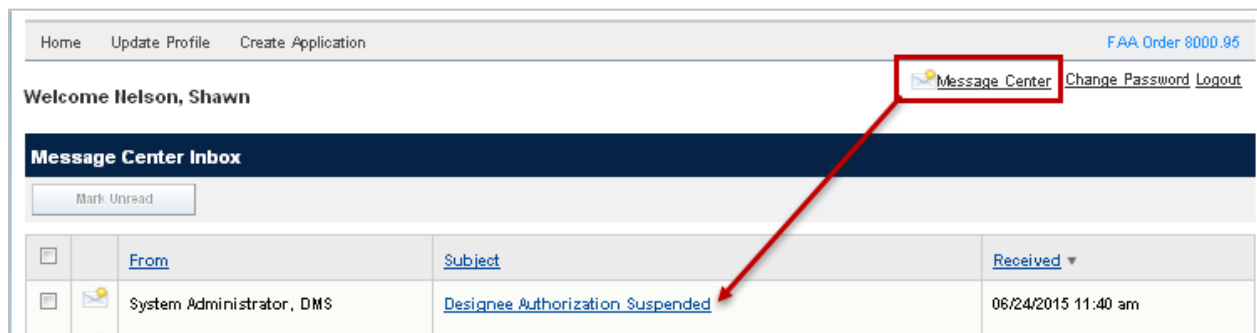 Home Update Profile Create Application FAA Order 8000.95
Message Center Change Password Logout
Welcome Nelson, Shawn
Message Center Inbox
Mark Unread
From Subject Received
System Administrator, DMS Designee Authorization Suspended 06/24/2015 11:40 am